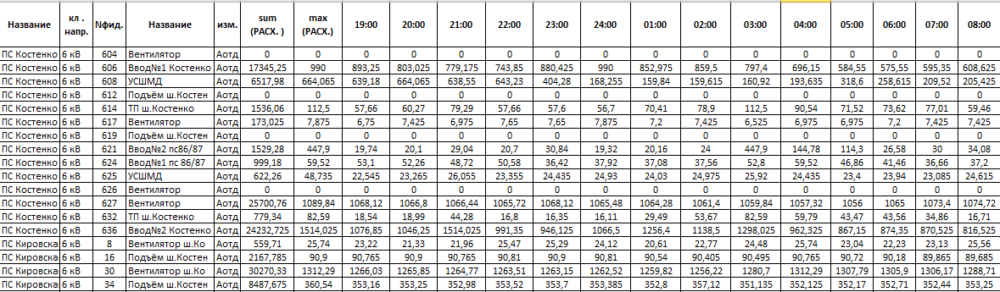 Название кл . напр. №фид. Название изм. sum (РАСХ. ) max (РАСХ.) 19:00 20:00 21:00 22:00 23:00 24:00 01:00 02:00 03:00 04:00 05:00 06:00 07:00 08:00
ПС Костенко 6 кВ 604 Вентилятор Аотд 0 0 0 0 0 0 0 0 0 0 0 0 0 0 0 0
ПС Костенко 6 кВ 606 Ввод№1 Костенко Аотд 17345,25 990 893,25 803,025 779,175 743,85 880,425 990 852,975 859,5 797,4 696,15 584,55 575,55 595,35 608,625
ПС Костенко 6 кВ 608 УСШМД Аотд 6517,98 664,065 639,18 664,065 638,55 643,23 404,28 168,255 159,84 159,615 160,92 193,635 318,6 258,615 209,52 205,425
ПС Костенко 6 кВ 612 Подъём ш.Костен Аотд 0 0 0 0 0 0 0 0 0 0 0 0 0 0 0 0
ПС Костенко 6 кВ 614 ТП ш.Костенко Аотд 1536,06 112,5 57,66 60,27 79,29 57,66 57,6 56,7 70,41 78,9 112,5 90,54 71,52 73,62 77,01 59,46
ПС Костенко 6 кВ 617 Вентилятор Аотд 173,025 7,875 6,75 7,425 6,975 7,65 7,65 7,875 7,2 7,425 6,525 6,975 6,975 7,2 7,425 7,425
ПС Костенко 6 кВ 619 Подъём ш.Костен Аотд 0 0 0 0 0 0 0 0 0 0 0 0 0 0 0 0
ПС Костенко 6 кВ 621 Ввод№2 пс86/87 Аотд 1529,28 447,9 19,74 20,1 29,04 20,7 30,84 19,32 20,16 24 447,9 144,78 114,3 26,58 30 34,08
ПС Костенко 6 кВ 624 Ввод№1 пс 86/87 Аотд 999,18 59,52 53,1 52,26 48,72 50,58 36,42 37,92 37,08 37,56 52,8 59,52 46,86 41,46 36,66 37,2
ПС Костенко 6 кВ 625 УСШМД Аотд 622,26 48,735 22,545 23,265 26,055 23,355 24,435 24,93 24,03 24,975 25,92 24,435 23,4 23,94 23,085 24,615
ПС Костенко 6 кВ 626 Вентилятор Аотд 0 0 0 0 0 0 0 0 0 0 0 0 0 0 0 0
ПС Костенко 6 кВ 627 Вентилятор Аотд 25700,76 1089,84 1068,12 1066,8 1066,44 1065,72 1068,12 1065,48 1064,28 1061,4 1059,84 1057,32 1056 1065 1073,4 1074,72
ПС Костенко 6 кВ 632 ТП ш.Костенко Аотд 779,34 82,59 18,54 18,99 44,28 16,8 16,35 16,11 29,49 53,67 82,59 59,79 43,47 43,56 34,86 16,71
ПС Костенко 6 кВ 636 Ввод№2 Костенко Аотд 24232,725 1514,025 1076,85 1046,25 1514,025 991,35 946,125 1066,5 1256,4 1138,5 1298,025 962,325 867,15 874,35 870,525 816,525
ПС Кировска 6 кВ 8 Вентилятор ш.Ко Аотд 559,71 25,74 23,22 21,33 21,96 25,47 25,29 24,12 20,61 22,77 24,48 25,74 23,04 22,23 23,13 25,56
ПС Кировска 6 кВ 16 Подъём ш.Костен Аотд 2167,785 90,9 90,765 90,9 90,765 90,81 90,9 90,81 90,54 90,405 90,495 90,765 90,72 90,18 89,865 89,685
ПС Кировска 6 кВ 30 Вентилятор ш.Ко Аотд 30270,33 1312,29 1266,03 1265,85 1264,77 1263,51 1263,15 1262,52 1259,82 1256,22 1280,7 1312,29 1307,79 1305,9 1306,17 1288,71
ПС Кировска 6 кВ 34 Подъём ш.Костен Аотд 8487,675 360,54 353,16 353,25 352,98 353,52 353,7 353,385 352,8 357,12 351,135 352,125 352,17 352,71 352,44 353,25